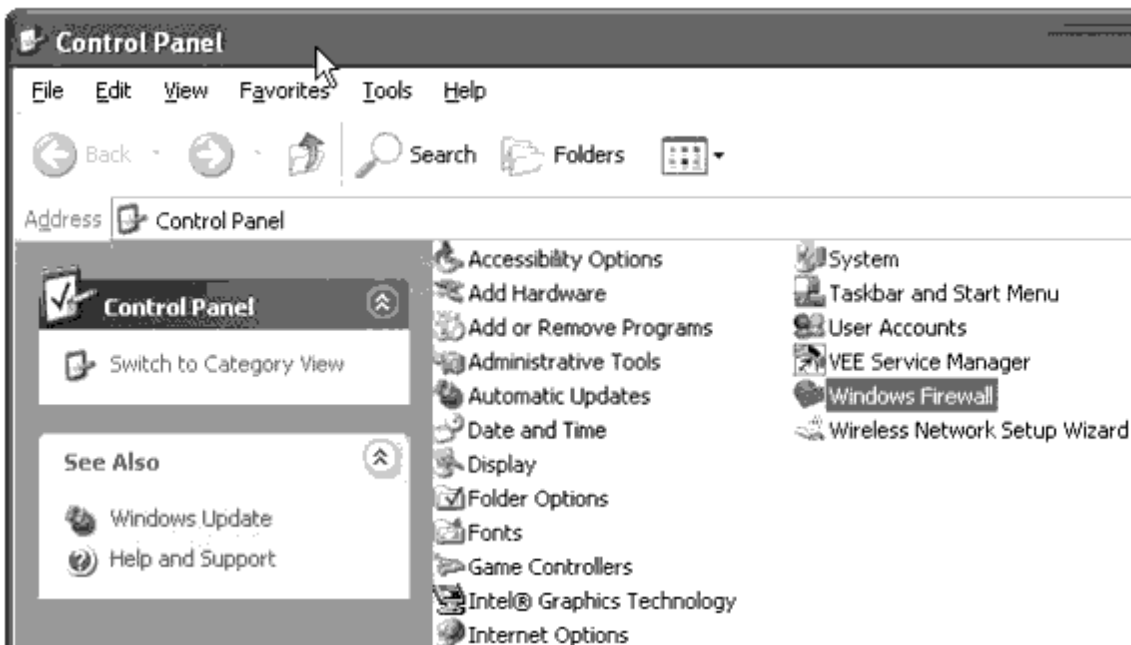 Control Panel
File Edit View Favorites Tools Help
Back Search Folders
Address Control Panel
Control Panel
Switch to Category View
See Also
Windows Update
Help and Support
Accessibility Options
Add Hardware
Add or Remove Programs
Administrative Tools
Automatic Updates
Date and Time
Display
Folder Options
Fonts
Game Controllers
Intel® Graphics Technology
Internet Options
System
Taskbar and Start Menu
User Accounts
VEE Service Manager
Windows Firewall
Wireless Network Setup Wizard